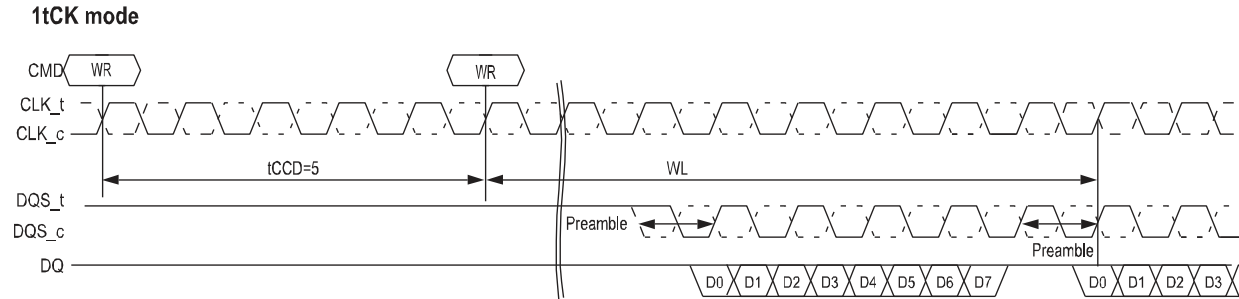 1tCK mode
CMD WR WR
CLK_t
CLK_c
tCCD=5 WL
DQS_t
DQS_c Preamble Preamble
DQ D0 D1 D2 D3 D4 D5 D6 D7 D0 D1 D2 D3